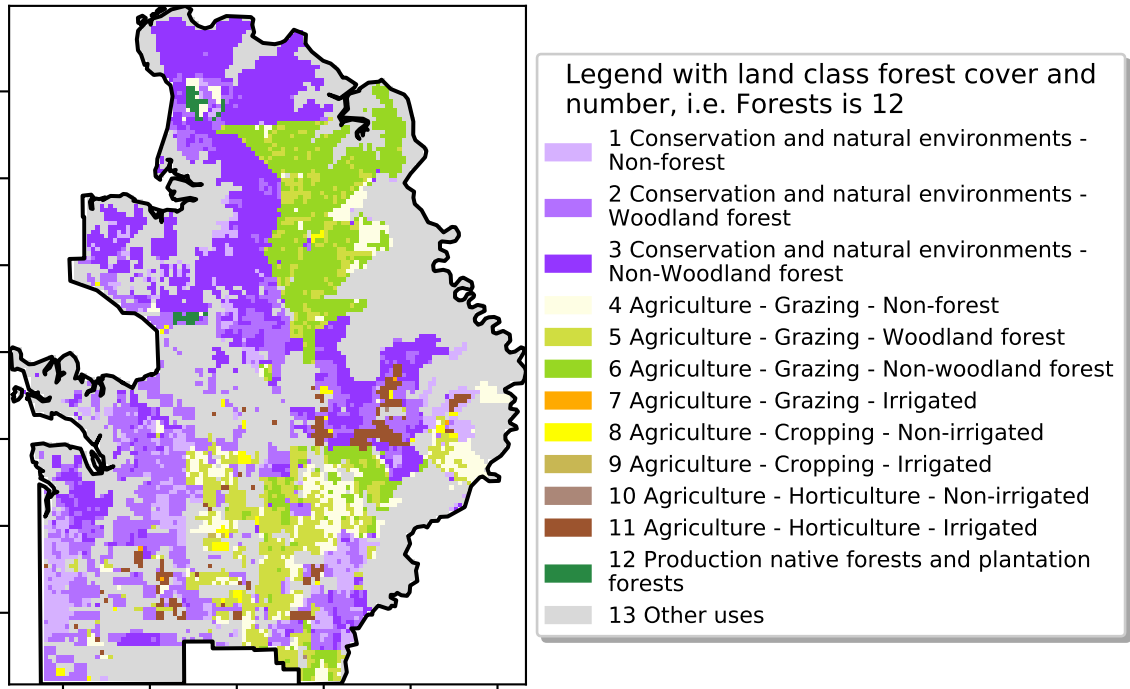 Legend with land class forest cover and
number, i.e. Forests is 12
1 Conservation and natural environments -
Non-forest
2 Conservation and natural environments -
Woodland forest
3 Conservation and natural environments -
Non-Woodland forest
4 Agriculture - Grazing - Non-forest
5 Agriculture - Grazing - Woodland forest
6 Agriculture - Grazing - Non-woodland forest
7 Agriculture - Grazing - Irrigated
8 Agriculture - Cropping - Non-irrigated
9 Agriculture - Cropping - Irrigated
10 Agriculture - Horticulture - Non-irrigated
11 Agriculture - Horticulture - Irrigated
12 Production native forests and plantation
forests
13 Other uses